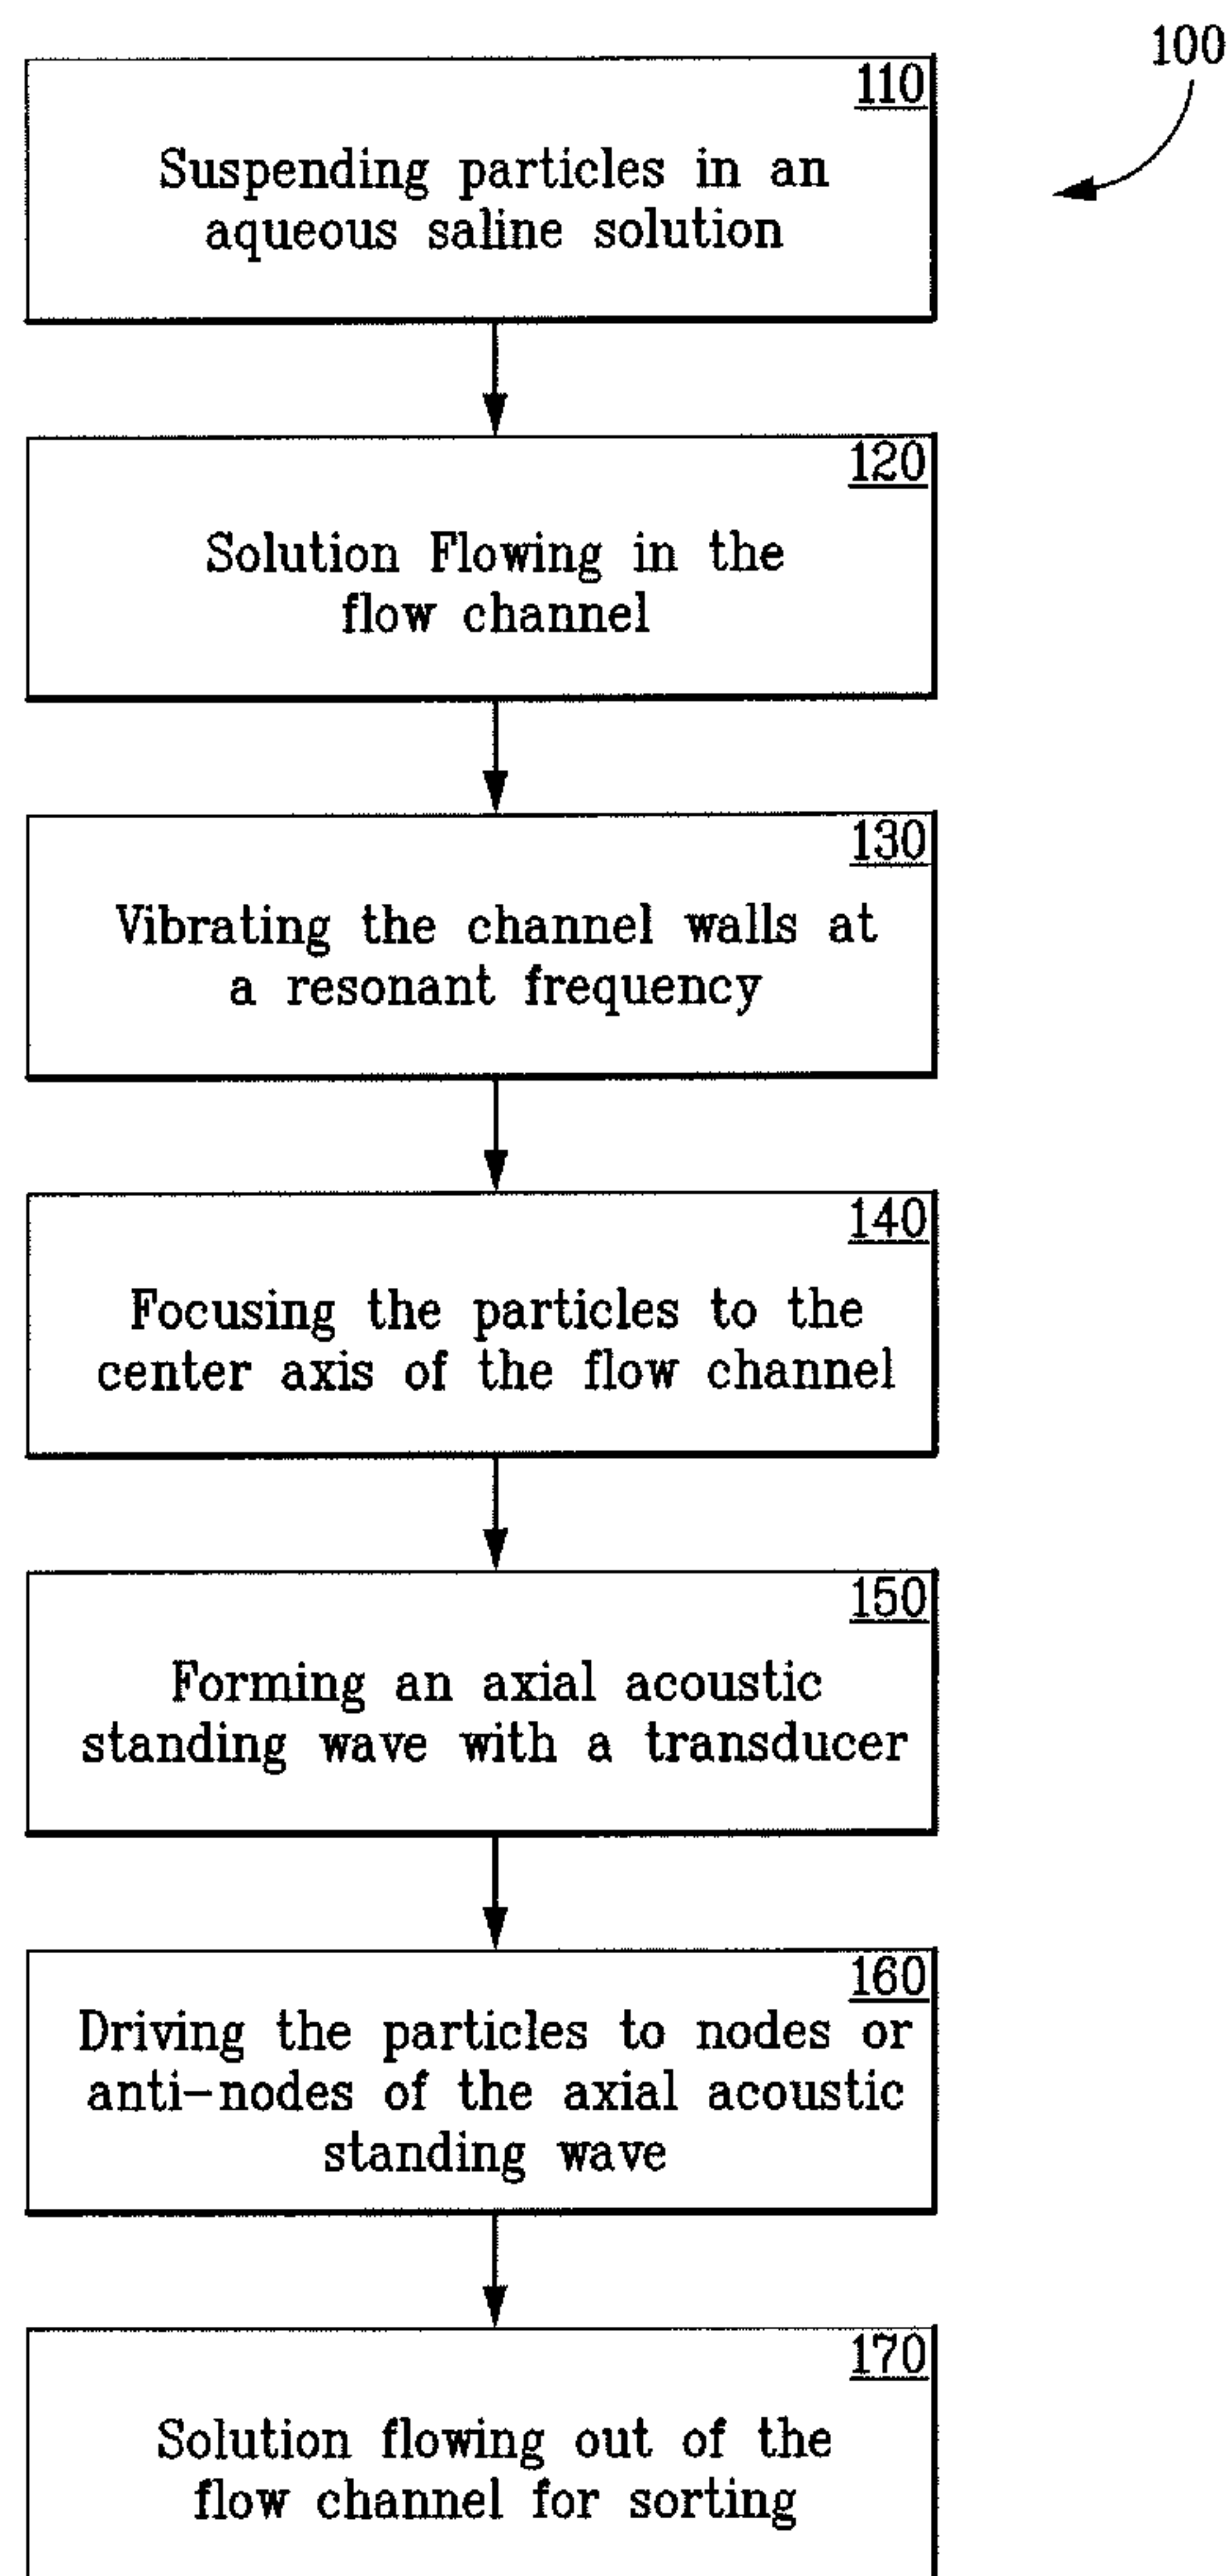 100
110
Suspending particles in an
aqueous saline solution
120
Solution Flowing in the
flow channel
130
Vibrating the channel walls at
a resonant frequency
140
Focusing the particles to the
center axis of the flow channel
150
Forming an axial acoustic
standing wave with a transducer
160
Driving the particles to nodes or
anti-nodes of the axial acoustic
standing wave
170
Solution flowing out of the
flow channel for sorting